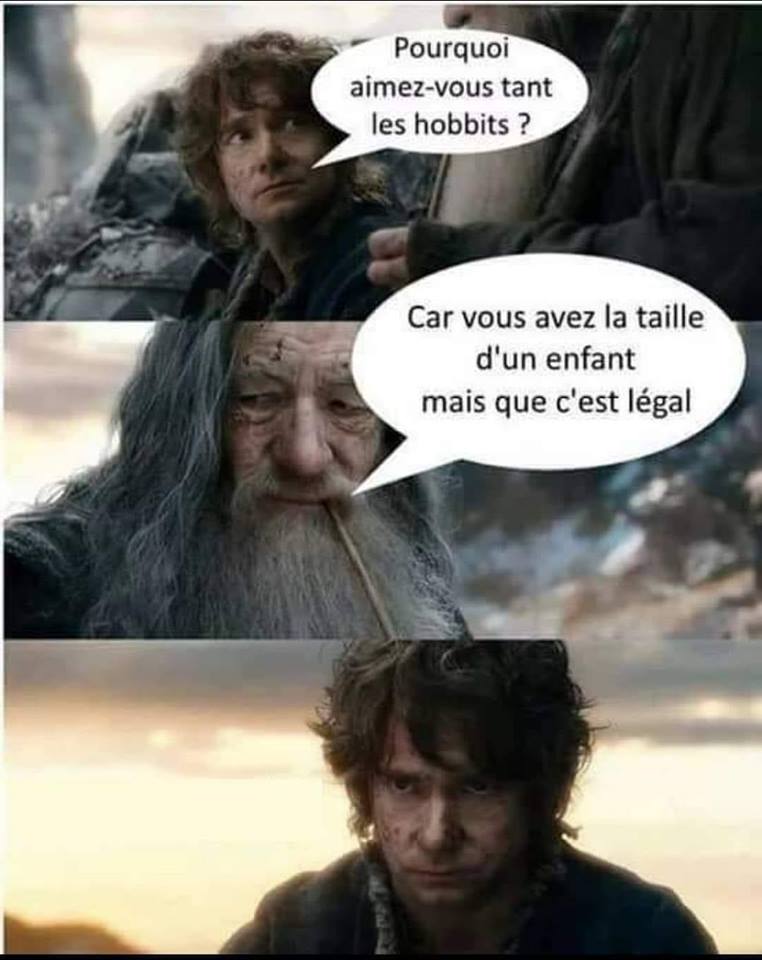 Pourquoi
aimez-vous tant
les hobbits ?
Car vous avez la taille
d'un enfant
mais que c'est légal